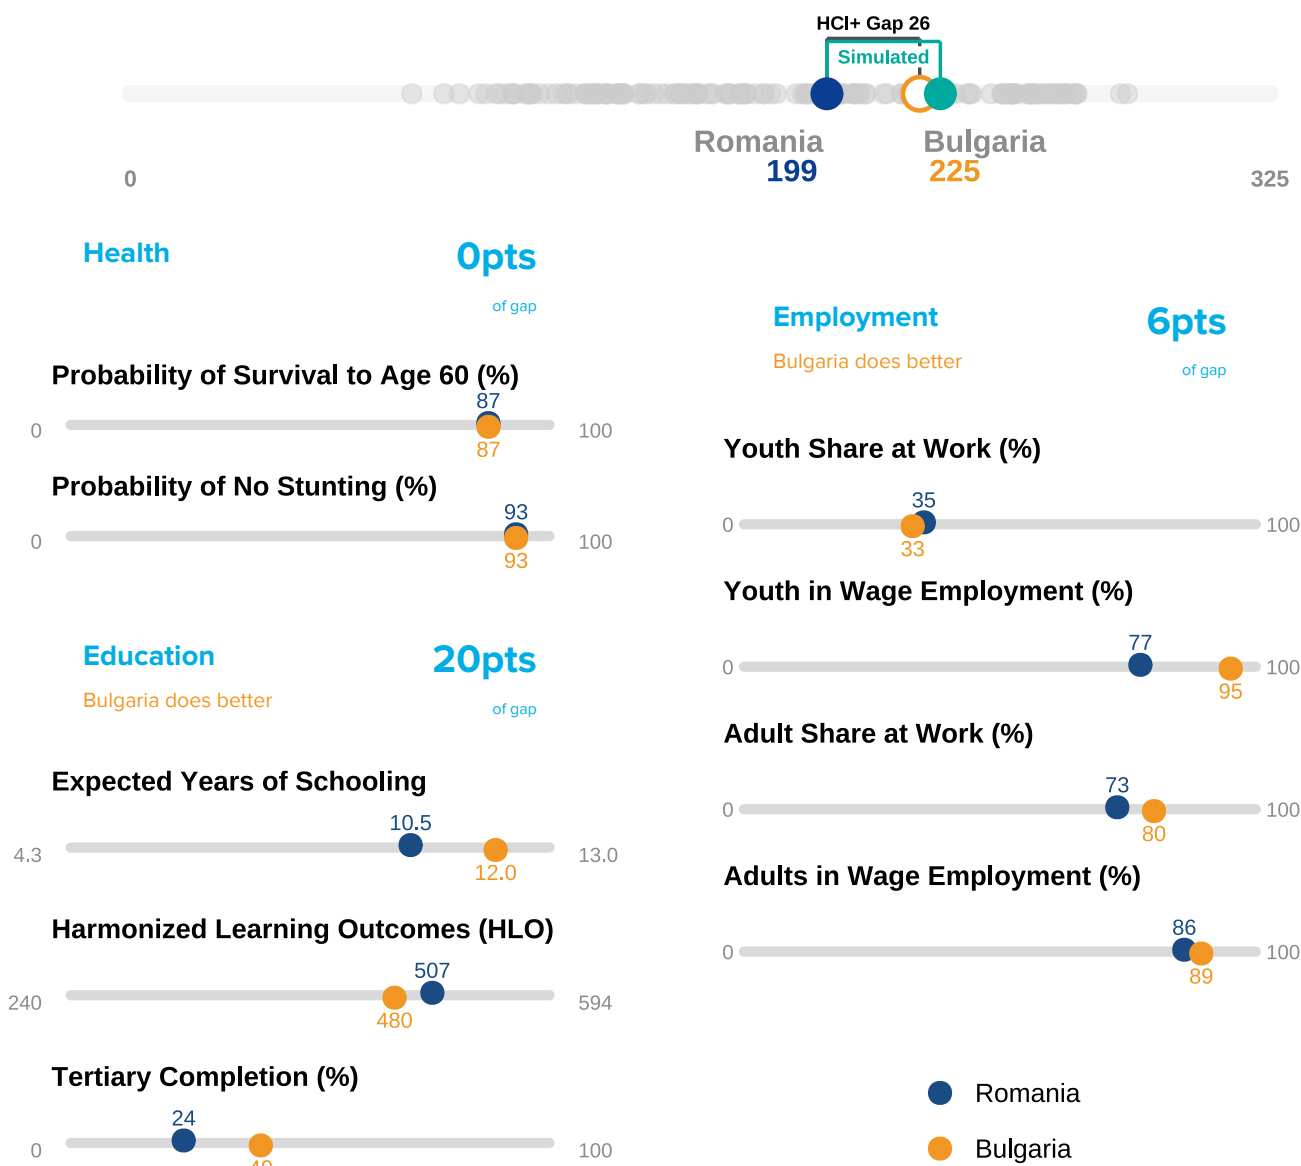 HCI+ Gap 26
Simulated
Romania
199
Bulgaria
225
0
325
Health
0pts
of gap
Probability of Survival to Age 60 (%)
87
0
100
87
Probability of No Stunting (%)
93
0
100
93
Education
20pts
Bulgaria does better
of gap
Expected Years of Schooling
10.5
4.3
13.0
12.0
Harmonized Learning Outcomes (HLO)
507
240
594
480
Tertiary Completion (%)
24
0
100
40
Employment
6pts
Bulgaria does better
of gap
Youth Share at Work (%)
35
0
100
33
Youth in Wage Employment (%)
77
0
100
95
Adult Share at Work (%)
73
0
100
80
Adults in Wage Employment (%)
86
0
100
89
Romania
Bulgaria